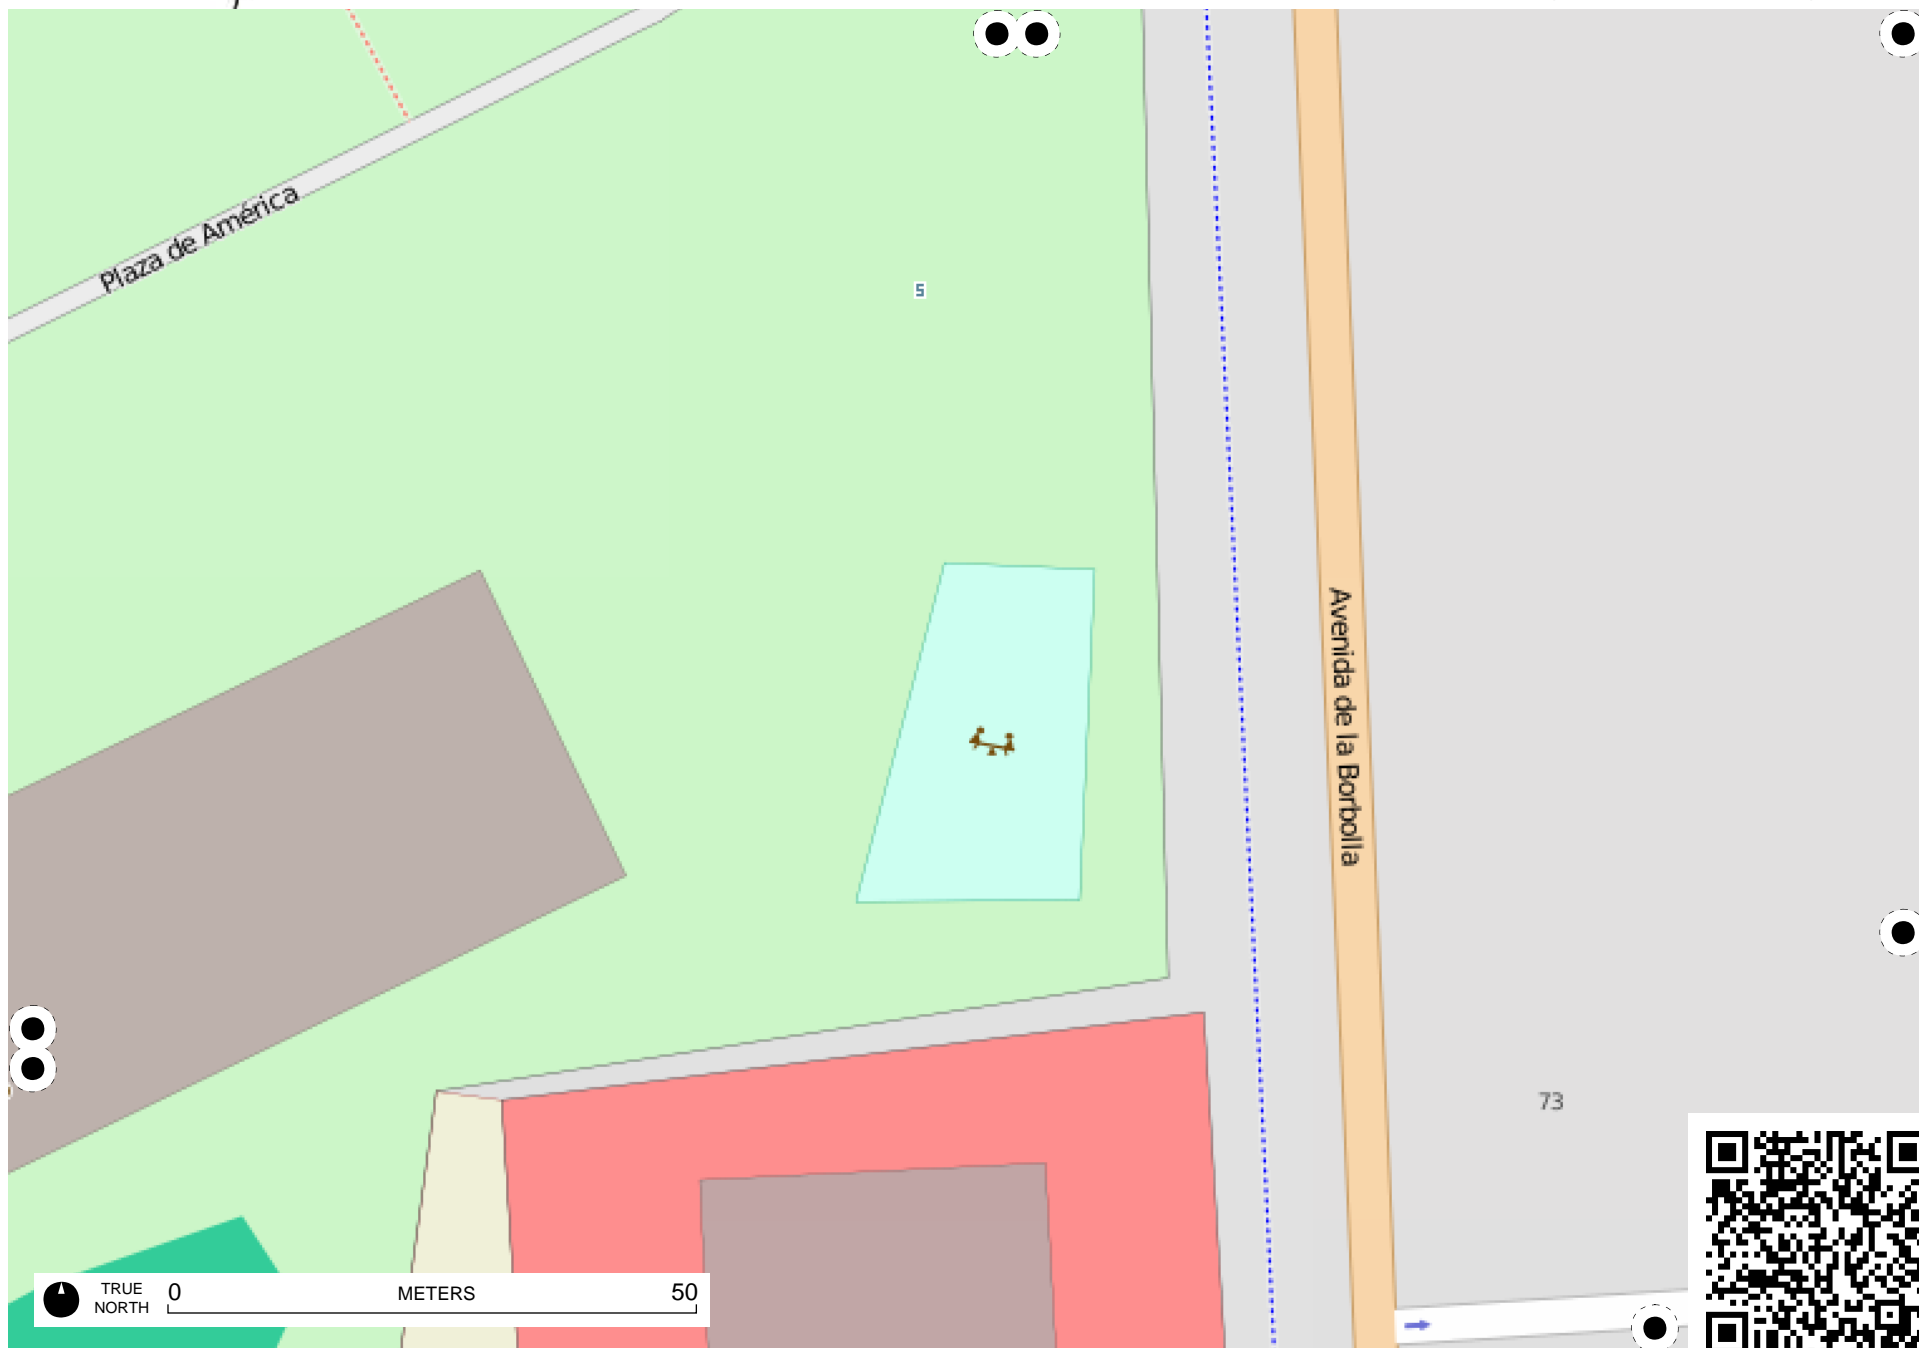 Plaza de América
5
Avenida de la Borbolla
73
TRUE
NORTH
0 METERS 50